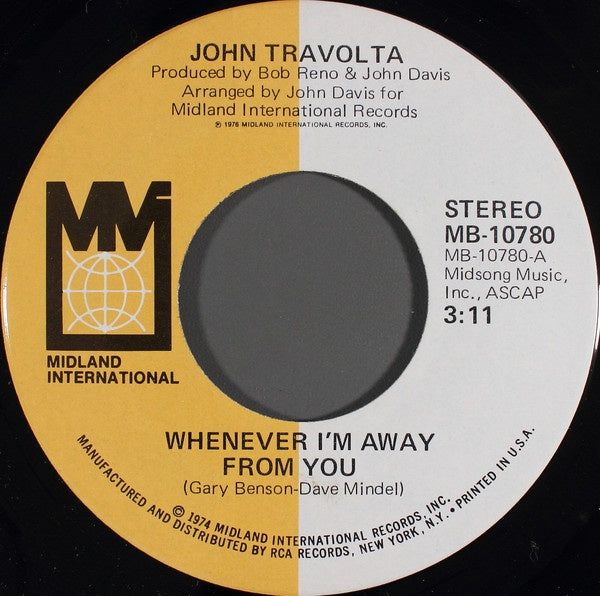 JOHN TRAVOLTA
Produced by Bob Reno & John Davis
Arranged by John Davis for
Midland International Records
℗ 1976 MIDLAND INTERNATIONAL RECORDS, INC.
MIDLAND
INTERNATIONAL
STEREO
MB-10780
MB-10780-A
Midsong Music,
Inc., ASCAP
3:11
WHENEVER I'M AWAY
FROM YOU
(Gary Benson-Dave Mindel)
© 1974 MIDLAND INTERNATIONAL RECORDS, INC.
MANUFACTURED AND DISTRIBUTED BY RCA RECORDS, NEW YORK, N.Y. • PRINTED IN U.S.A.